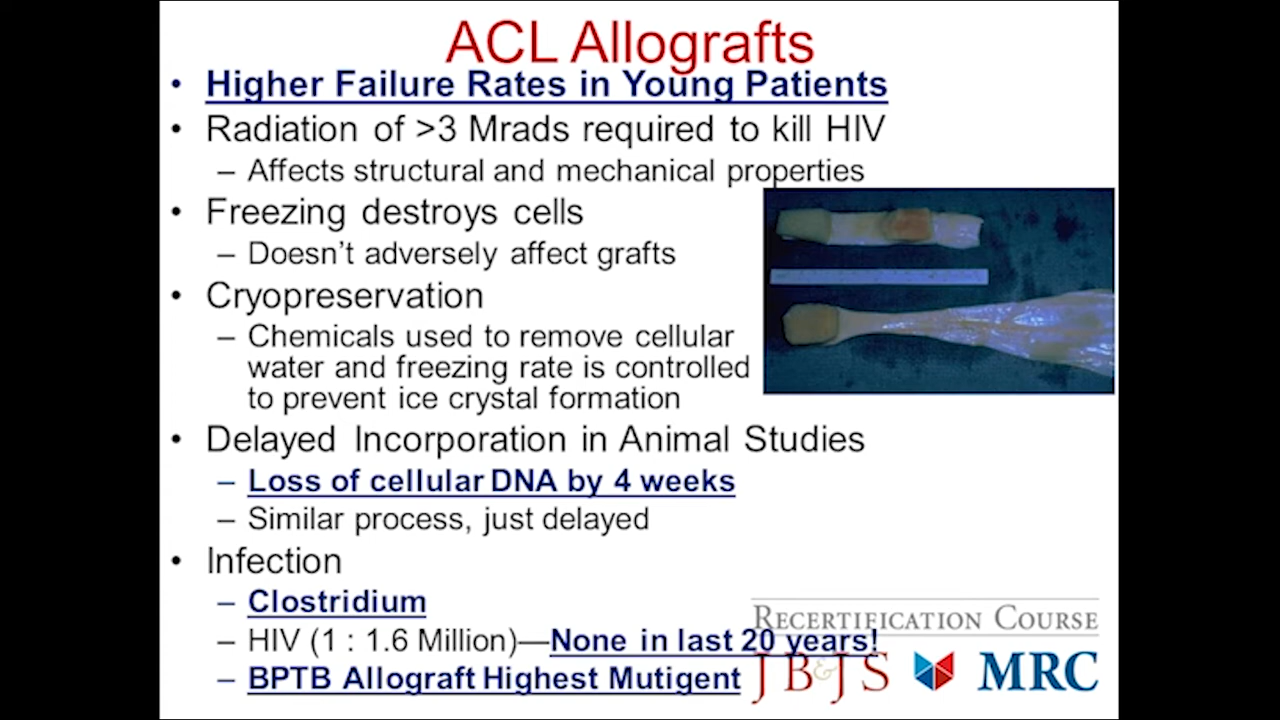 ACL Allografts
• Higher Failure Rates in Young Patients
• Radiation of >3 Mrads required to kill HIV
– Affects structural and mechanical properties
• Freezing destroys cells
– Doesn’t adversely affect grafts
• Cryopreservation
– Chemicals used to remove cellular
water and freezing rate is controlled
to prevent ice crystal formation
• Delayed Incorporation in Animal Studies
– Loss of cellular DNA by 4 weeks
– Similar process, just delayed
• Infection
– Clostridium
– HIV (1 : 1.6 Million)—None in last 20 years!
– BPTB Allograft Highest Mutigent
RECERTIFICATION COURSE
JB&JS MRC